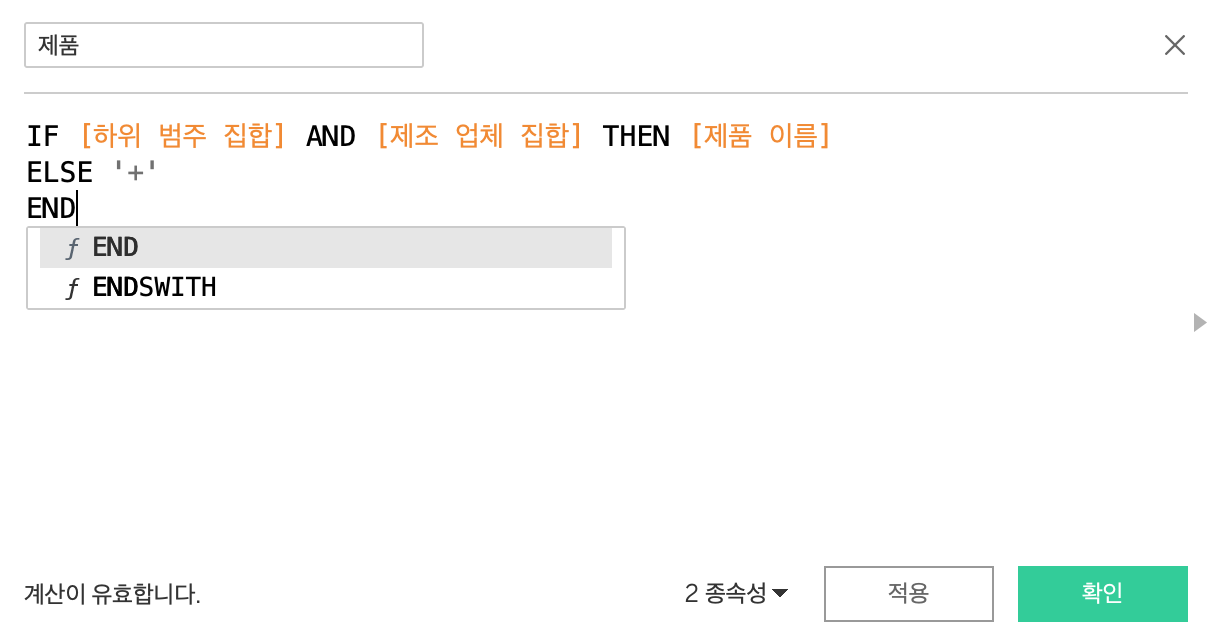 제품
IF [하위 범주 집합] AND [제조 업체 집합] THEN [제품 이름]
ELSE '+'
END
ƒ END
ƒ ENDSWITH
계산이 유효합니다. 2 종속성 적용 확인